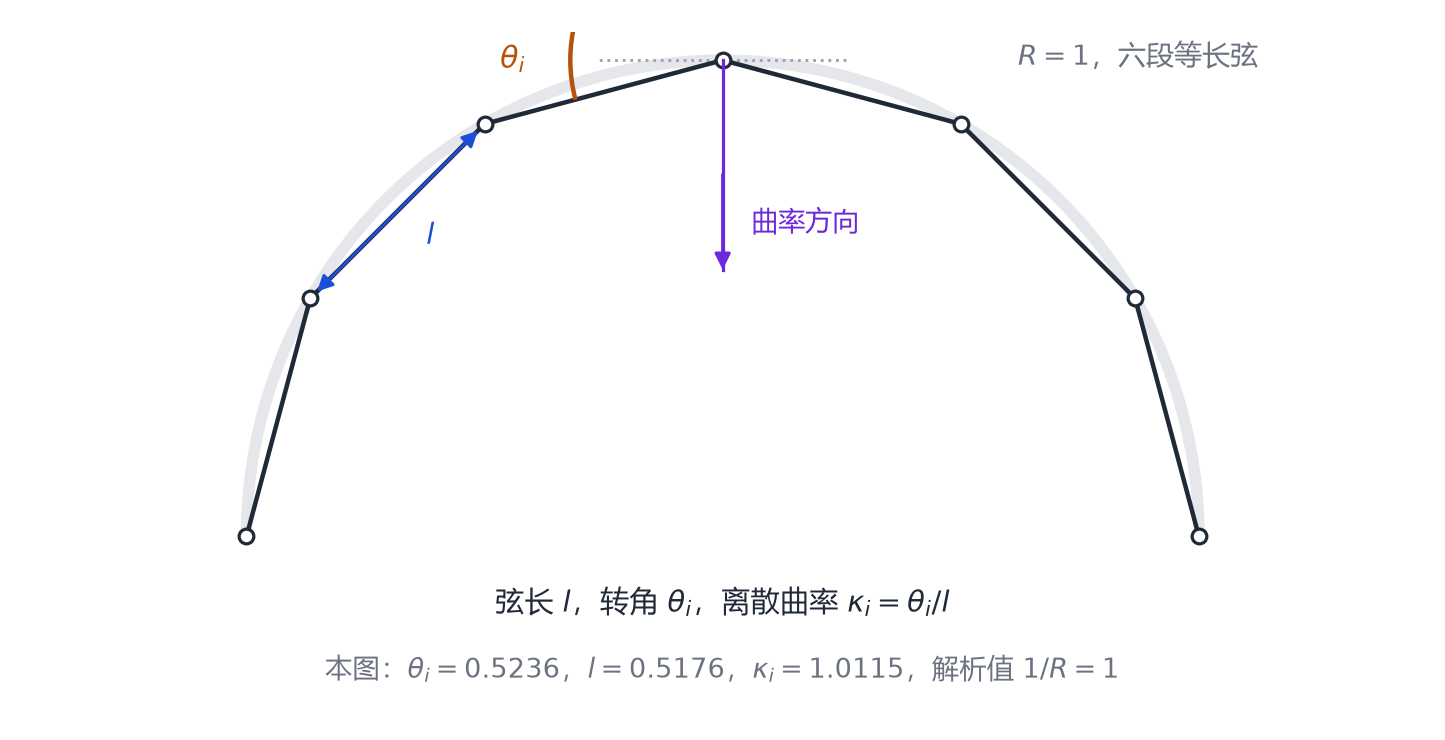 θᵢ
R = 1，六段等长弦
l
曲率方向
弦长 l，转角 θᵢ，离散曲率 κᵢ = θᵢ/l
本图：θᵢ = 0.5236，l = 0.5176，κᵢ = 1.0115，解析值 1/R = 1